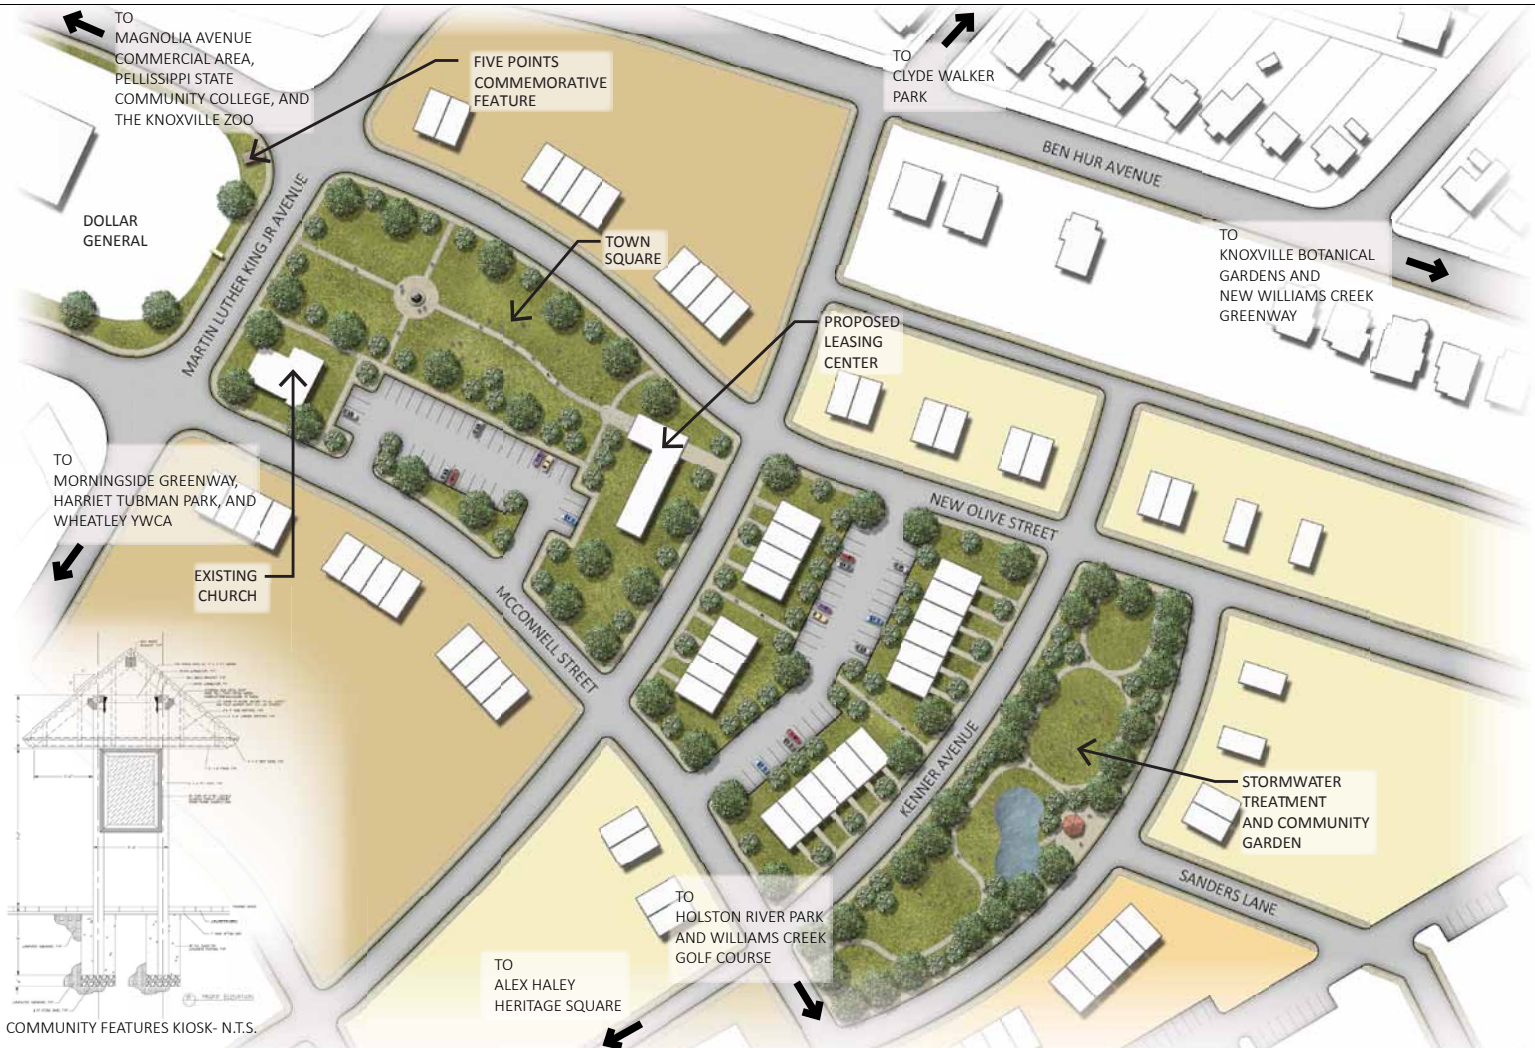 TO
MAGNOLIA AVENUE
COMMERCIAL AREA,
PELLISSIPPI STATE
COMMUNITY COLLEGE, AND
THE KNOXVILLE ZOO
FIVE POINTS
COMMEMORATIVE
FEATURE
TO
CLYDE WALKER
PARK
BEN HUR AVENUE
DOLLAR
GENERAL
MARTIN LUTHER KING JR AVENUE
TOWN
SQUARE
TO
KNOXVILLE BOTANICAL
GARDENS AND
NEW WILLIAMS CREEK
GREENWAY
PROPOSED
LEASING
CENTER
TO
MORNINGSIDE GREENWAY,
HARRIET TUBMAN PARK, AND
WHEATLEY YWCA
NEW OLIVE STREET
EXISTING
CHURCH
MCCONNELL STREET
KENNER AVENUE
STORMWATER
TREATMENT
AND COMMUNITY
GARDEN
SANDERS LANE
TO
HOLSTON RIVER PARK
AND WILLIAMS CREEK
GOLF COURSE
TO
ALEX HALEY
HERITAGE SQUARE
COMMUNITY FEATURES KIOSK- N.T.S.